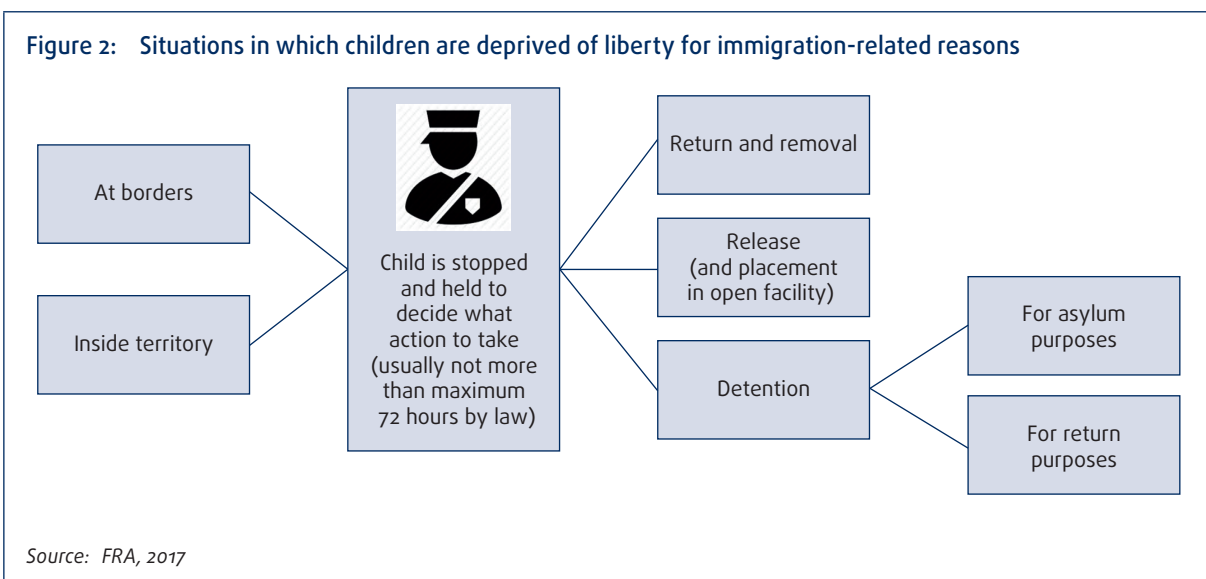 Figure 2: Situations in which children are deprived of liberty for immigration-related reasons
At borders
Inside territory
Child is stopped
and held to
decide what
action to take
(usually not more
than maximum
72 hours by law)
Return and removal
Release
(and placement
in open facility)
Detention
For asylum
purposes
For return
purposes
Source: FRA, 2017